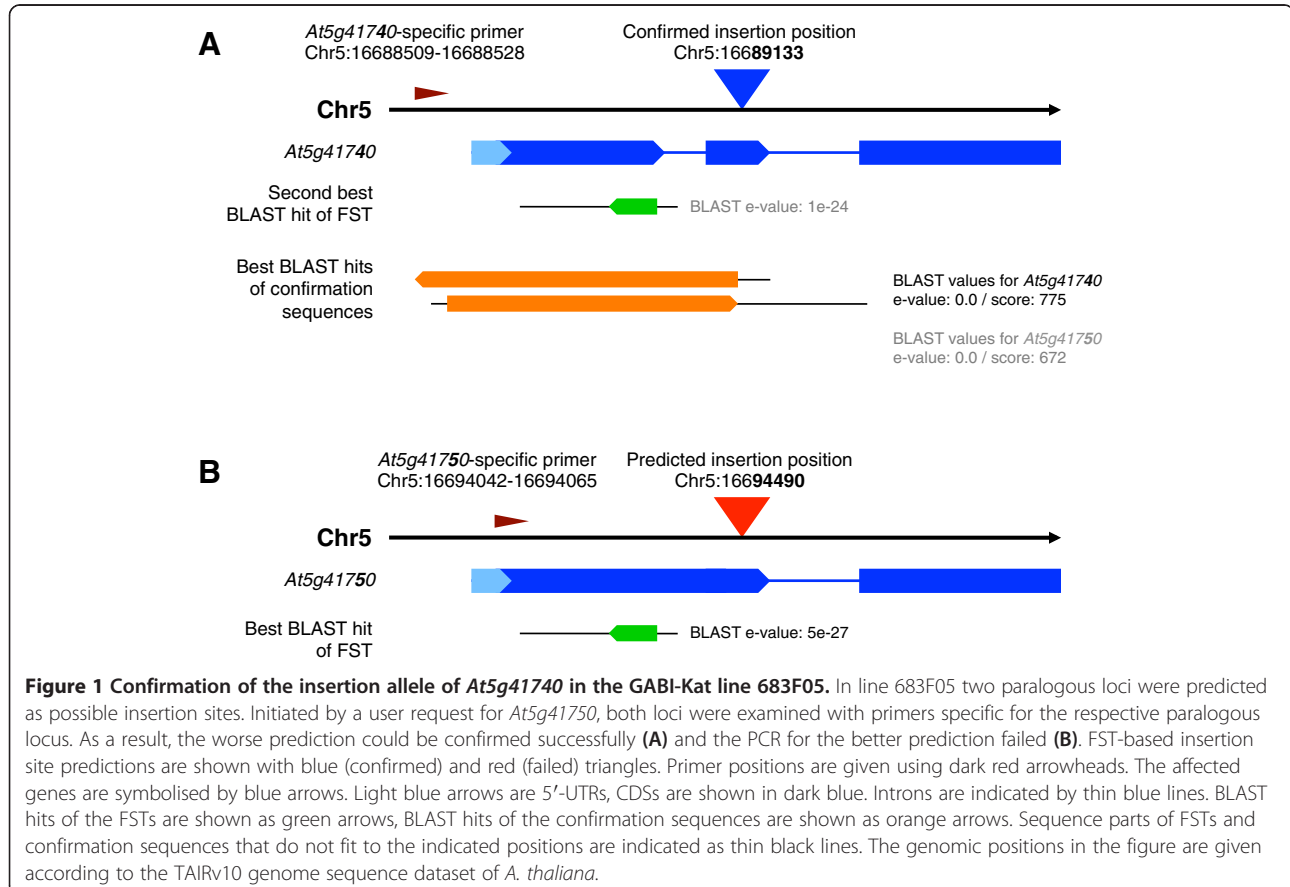 A
At5g41740-specific primer
Chr5:16688509-16688528
Confirmed insertion position
Chr5:16689133
Chr5
At5g41740
Second best
BLAST hit of FST
BLAST e-value: 1e-24
Best BLAST hits
of confirmation
sequences
BLAST values for At5g41740
e-value: 0.0 / score: 775
BLAST values for At5g41750
e-value: 0.0 / score: 672
B
At5g41750-specific primer
Chr5:16694042-16694065
Predicted insertion position
Chr5:16694490
Chr5
At5g41750
Best BLAST hit
of FST
BLAST e-value: 5e-27
Figure 1 Confirmation of the insertion allele of At5g41740 in the GABI-Kat line 683F05. In line 683F05 two paralogous loci were predicted
as possible insertion sites. Initiated by a user request for At5g41750, both loci were examined with primers specific for the respective paralogous
locus. As a result, the worse prediction could be confirmed successfully (A) and the PCR for the better prediction failed (B). FST-based insertion
site predictions are shown with blue (confirmed) and red (failed) triangles. Primer positions are given using dark red arrowheads. The affected
genes are symbolised by blue arrows. Light blue arrows are 5′-UTRs, CDSs are shown in dark blue. Introns are indicated by thin blue lines. BLAST
hits of the FSTs are shown as green arrows, BLAST hits of the confirmation sequences are shown as orange arrows. Sequence parts of FSTs and
confirmation sequences that do not fit to the indicated positions are indicated as thin black lines. The genomic positions in the figure are given
according to the TAIRv10 genome sequence dataset of A. thaliana.